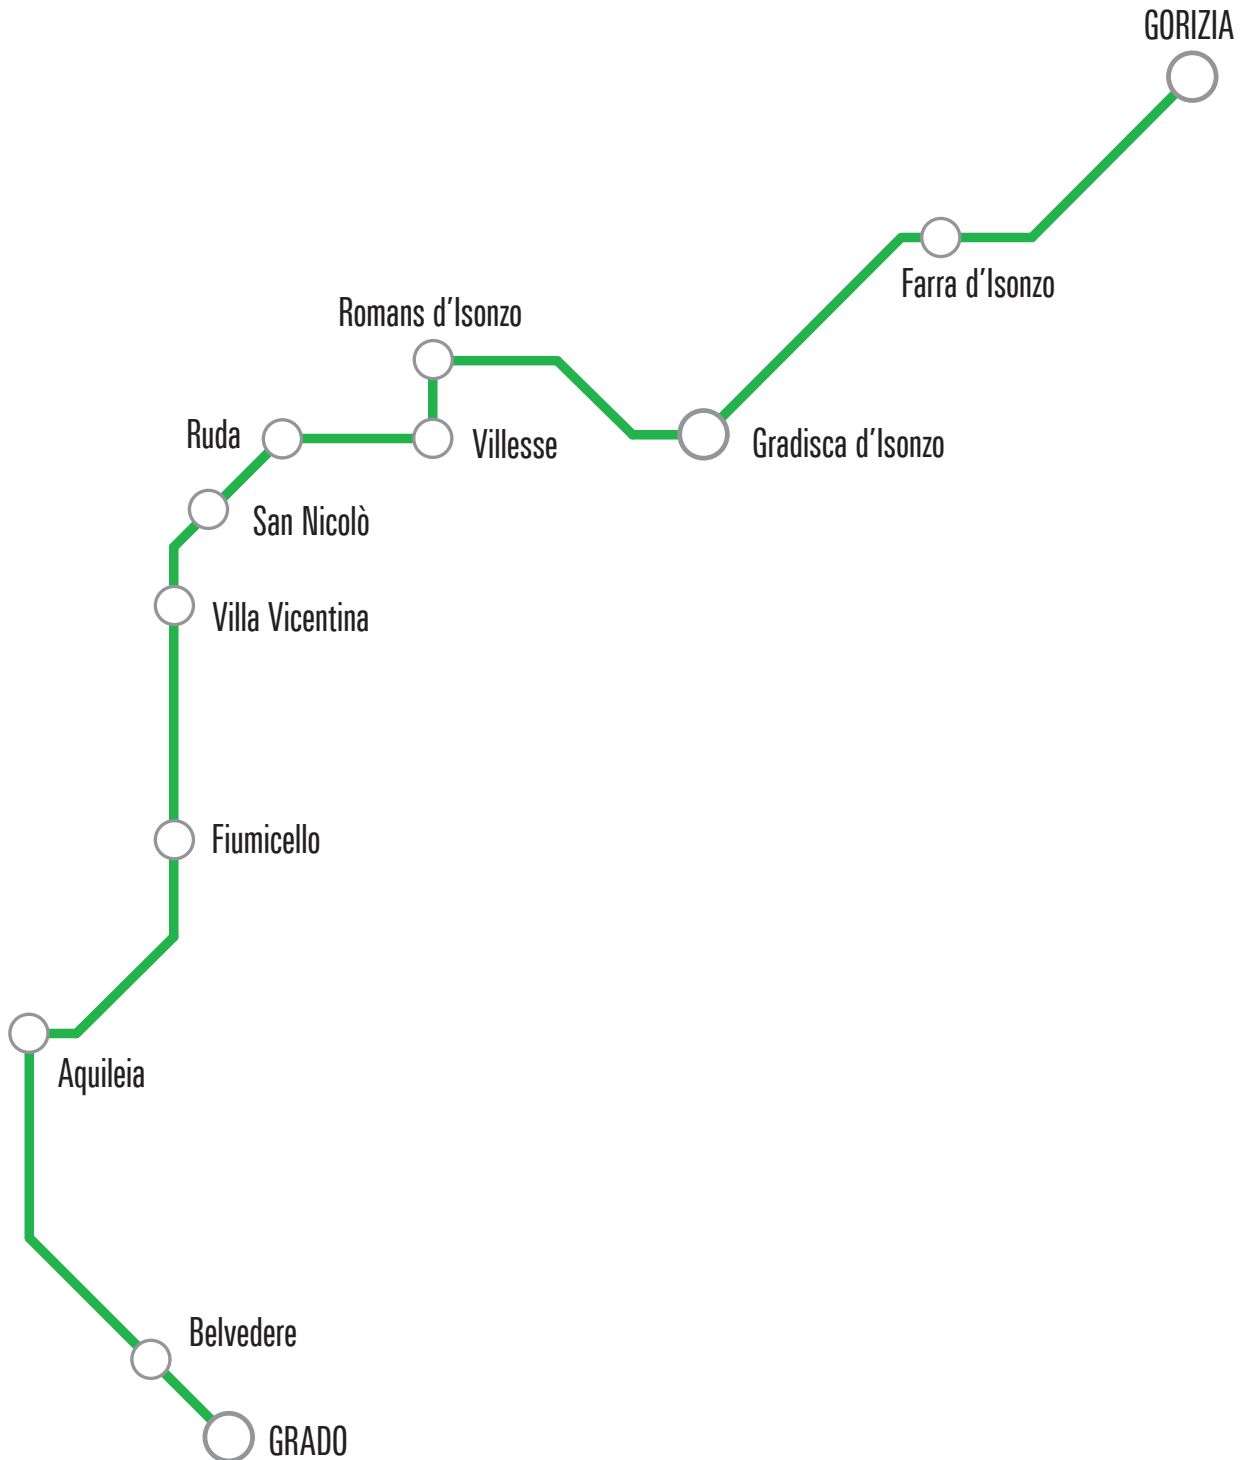 GORIZIA
Farra d'Isonzo
Romans d'Isonzo
Ruda
Villesse
Gradisca d'Isonzo
San Nicolò
Villa Vicentina
Fiumicello
Aquileia
Belvedere
GRADO